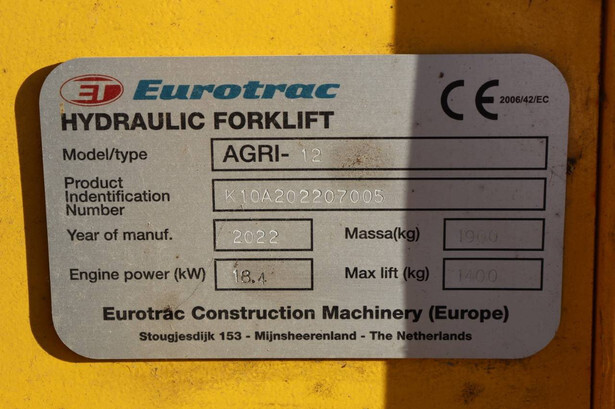 ET Eurotrac
CE 2006/42/EC
HYDRAULIC FORKLIFT
Model/type AGRI- 12
Product
Indentification
Number
K10A202207005
Year of manuf. 2022 Massa(kg) 1900
Engine power (kW) 18.4 Max lift (kg) 1400
Eurotrac Construction Machinery (Europe)
Stougjesdijk 153 - Mijnsheerenland - The Netherlands